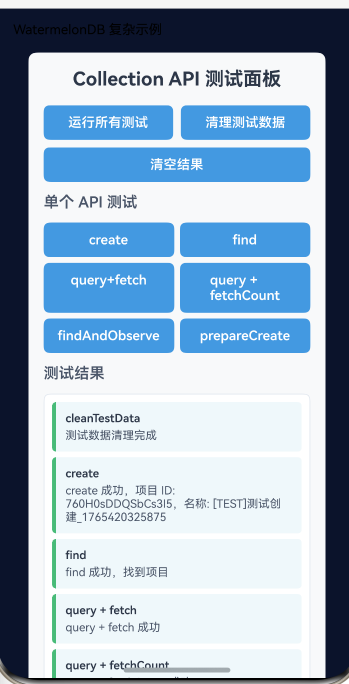 WatermelonDB 复杂示例
Collection API 测试面板
运行所有测试
清理测试数据
清空结果
单个 API 测试
create
find
query+fetch
query +
fetchCount
findAndObserve
prepareCreate
测试结果
cleanTestData
测试数据清理完成
create
create 成功，项目 ID:
760H0sDDQSbCs3I5，名称: [TEST]测试创
建_1765420325875
find
find 成功，找到项目
query + fetch
query + fetch 成功
query + fetchCount